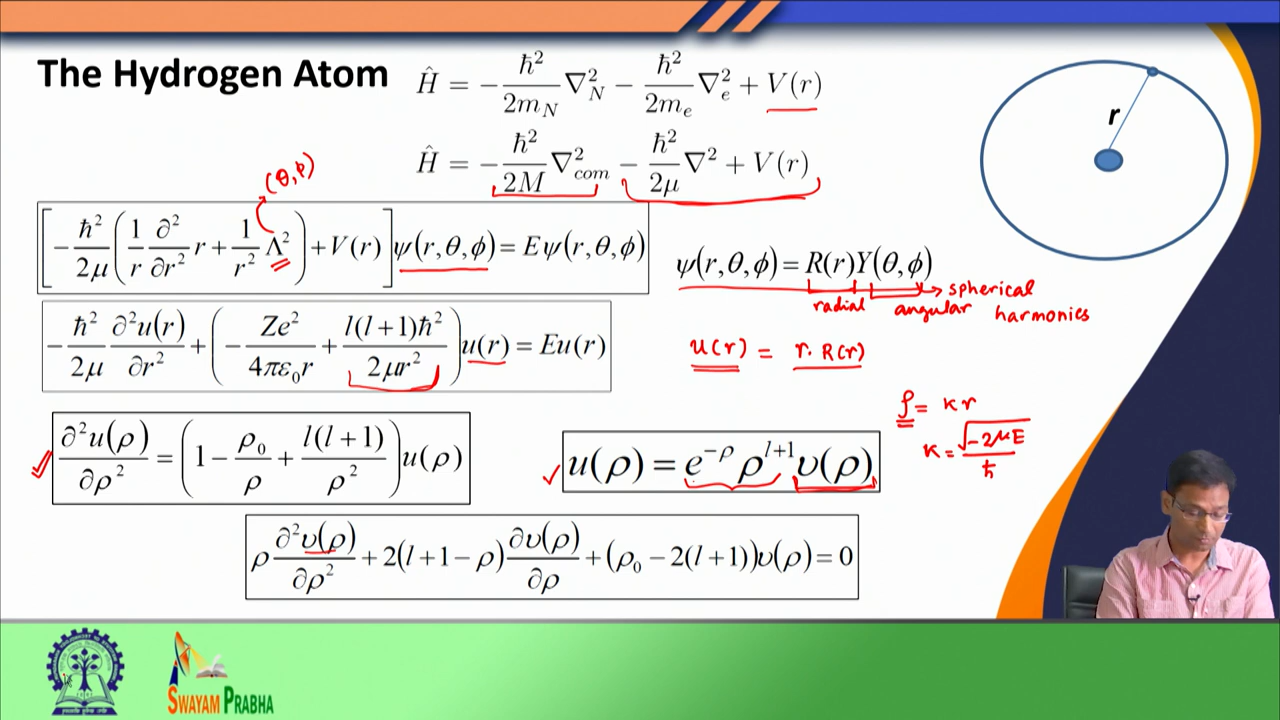 The Hydrogen Atom
Ĥ = −ħ²/2m_N ∇²_N − ħ²/2m_e ∇²_e + V(r)
Ĥ = −ħ²/2M ∇²_com − ħ²/2μ ∇² + V(r)
r
(θ,φ)
[−ħ²/2μ (1/r ∂²/∂r² r + 1/r² Λ²) + V(r)] ψ(r,θ,ϕ) = Eψ(r,θ,ϕ)
ψ(r,θ,ϕ) = R(r)Y(θ,ϕ)
radial angular spherical harmonics
−ħ²/2μ ∂²u(r)/∂r² + (−Ze²/4πε₀r + l(l+1)ħ²/2μr²) u(r) = Eu(r)
u(r) = r. R(r)
ρ = κr
κ = √−2μE / ħ
∂²u(ρ)/∂ρ² = (1 − ρ₀/ρ + l(l+1)/ρ²) u(ρ)
u(ρ) = e^−ρ ρ^l+1 υ(ρ)
ρ ∂²υ(ρ)/∂ρ² + 2(l+1−ρ) ∂υ(ρ)/∂ρ + (ρ₀ − 2(l+1))υ(ρ) = 0
SWAYAM PRABHA